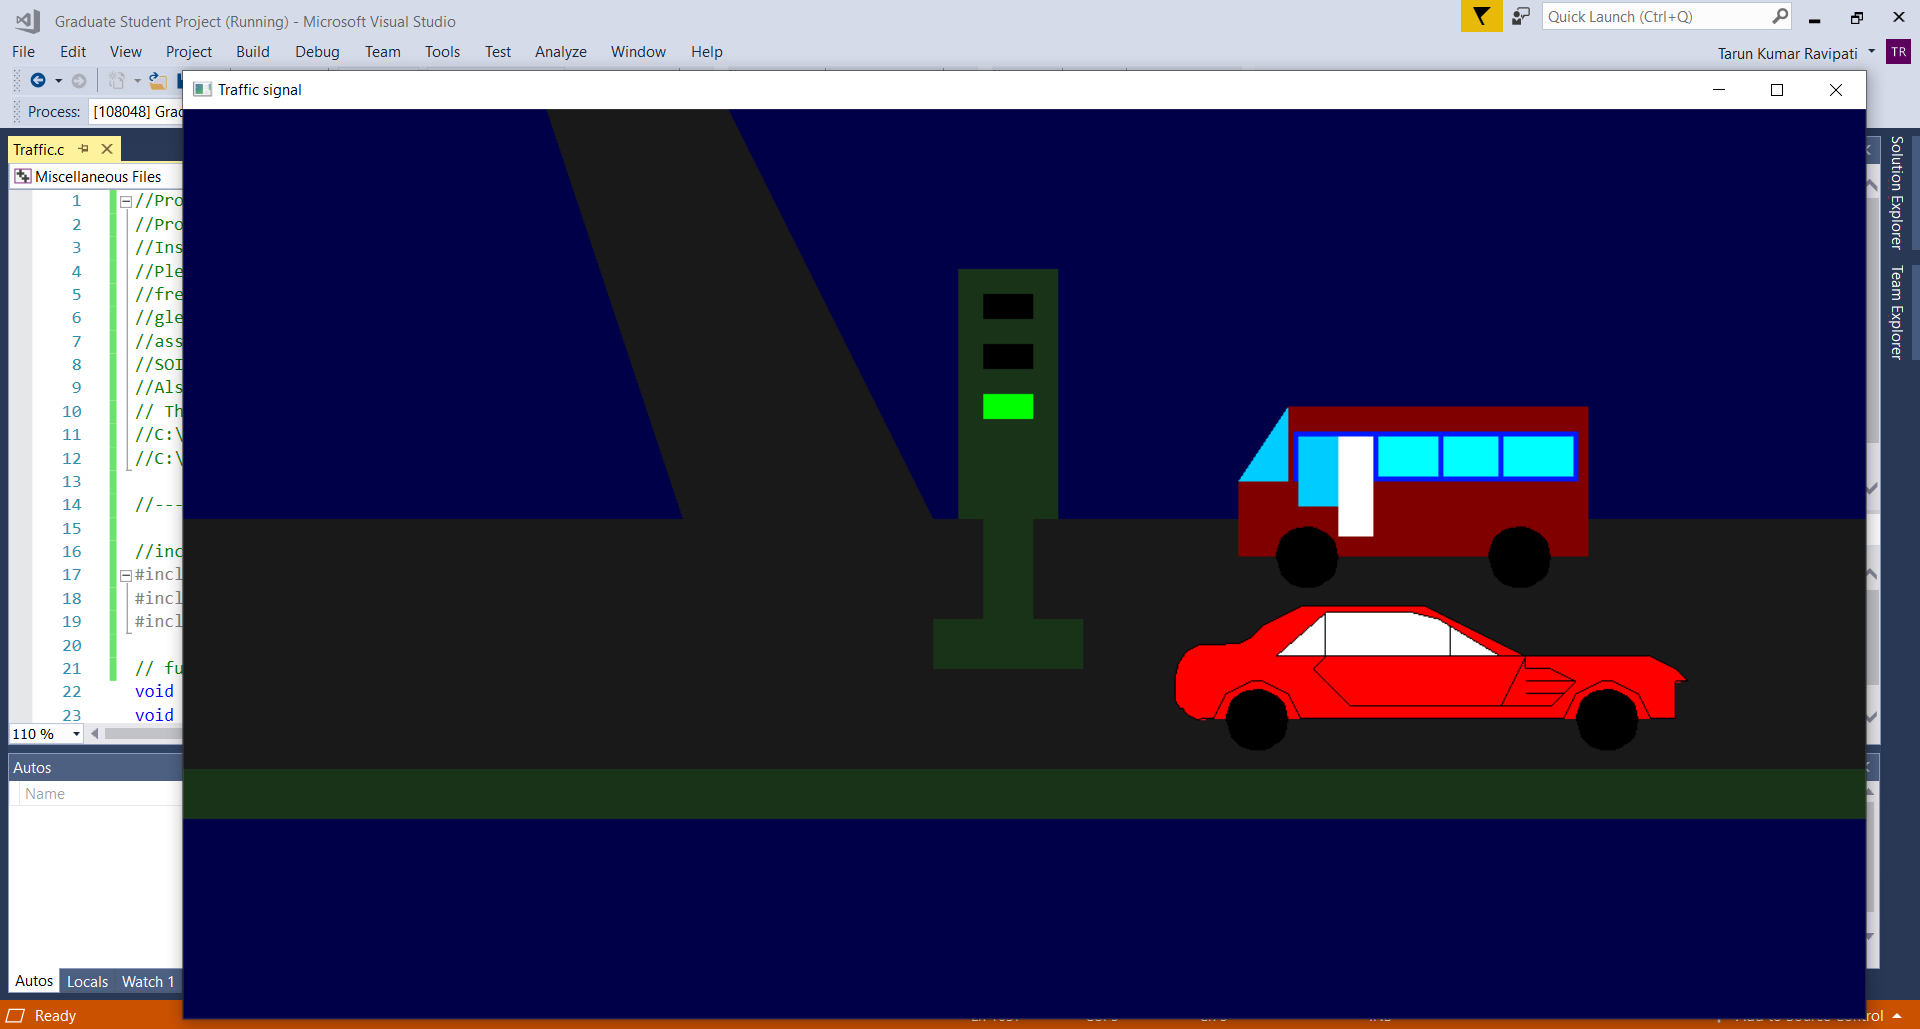 Graduate Student Project (Running) - Microsoft Visual Studio
Quick Launch (Ctrl+Q)
File Edit View Project Build Debug Team Tools Test Analyze Window Help
Tarun Kumar Ravipati TR
Traffic signal
Process: [108048] Grad
Traffic.c
Miscellaneous Files
1 //Pro
2 //Pro
3 //Ins
4 //Ple
5 //fre
6 //gle
7 //ass
8 //SOI
9 //Als
10 // Th
11 //C:\
12 //C:\
13
14 //---
15
16 //inc
17 #incl
18 #incl
19 #incl
20
21 // fu
22 void
23 void
110 %
Autos
Name
Autos Locals Watch 1
Ready
Solution Explorer
Team Explorer